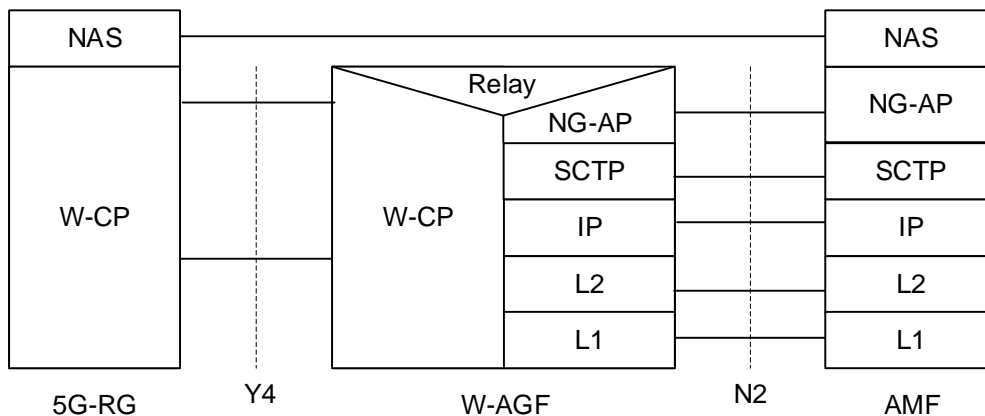 NAS
NAS
Relay
NG-AP
NG-AP
SCTP
SCTP
W-CP
W-CP
IP
IP
L2
L2
L1
L1
5G-RG
Y4
W-AGF
N2
AMF